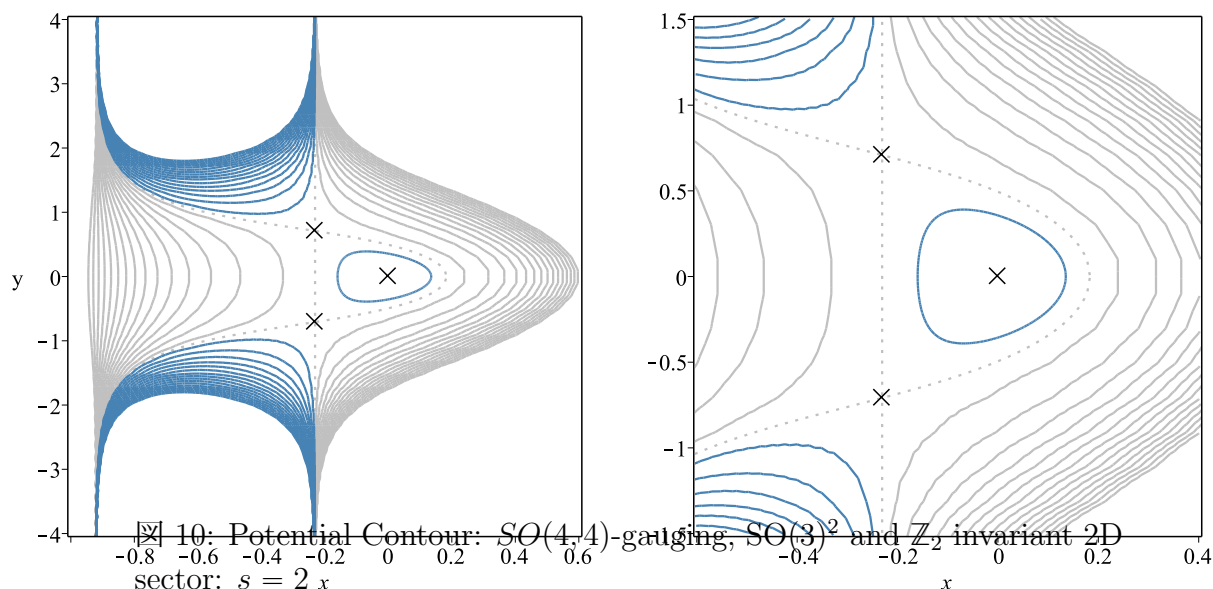 4
3
2
1
y 0
−1
−2
−3
−4
-0.8 -0.6 -0.4 -0.2 0 0.2 0.4 0.6
x
1.5
1
0.5
0
−0.5
−1
−1.5
-0.4 -0.2 0 0.2 0.4
x
図 10: Potential Contour: SO(4,4)-gauging, SO(3)² and ℤ₂ invariant 2D
sector: s = 2